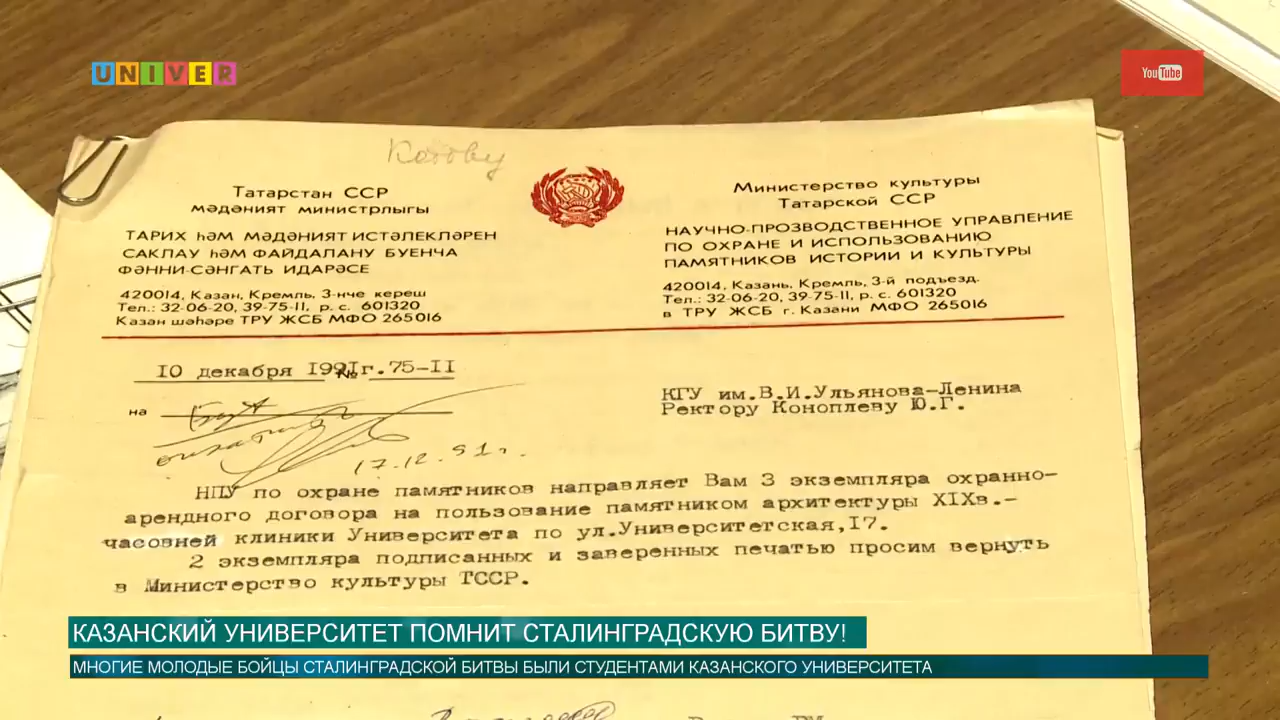 UNIVER
YouTube
Котову
Татарстан ССР
мәдәният министрлыгы
ТАРИХ ҺӘМ МӘДӘНИЯТ ИСТӘЛЕКЛӘРЕН
САКЛАУ ҺӘМ ФАЙДАЛАНУ БУЕНЧА
ФӘННИ-СӘНГАТЬ ИДАРӘСЕ
420014, Казан, Кремль, 3-нче кереш
Тел.: 32-06-20, 39-75-11, р. с. 601320
Казан шәһәре ТРУ ЖСБ МФО 265016
Министерство культуры
Татарской ССР
НАУЧНО-ПРОЗВОДСТВЕННОЕ УПРАВЛЕНИЕ
ПО ОХРАНЕ И ИСПОЛЬЗОВАНИЮ
ПАМЯТНИКОВ ИСТОРИИ И КУЛЬТУРЫ
420014, Казань, Кремль, 3-й подъезд.
Тел.: 32-06-20, 39-75-11, р. с. 601320
в ТРУ ЖСБ г. Казани МФО 265016
10 декабря 1991г. № 75-11
на
17.12.91г.
КГУ им.В.И.Ульянова-Ленина
Ректору Коноплеву Ю.Г.
НПУ по охране памятников направляет Вам 3 экземпляра охранно-
арендного договора на пользование памятником архитектуры XIXв.-
часовней клиники Университета по ул.Университетская,17.
2 экземпляра подписанных и заверенных печатью просим вернуть
в Министерство культуры ТССР.
КАЗАНСКИЙ УНИВЕРСИТЕТ ПОМНИТ СТАЛИНГРАДСКУЮ БИТВУ!
МНОГИЕ МОЛОДЫЕ БОЙЦЫ СТАЛИНГРАДСКОЙ БИТВЫ БЫЛИ СТУДЕНТАМИ КАЗАНСКОГО УНИВЕРСИТЕТА